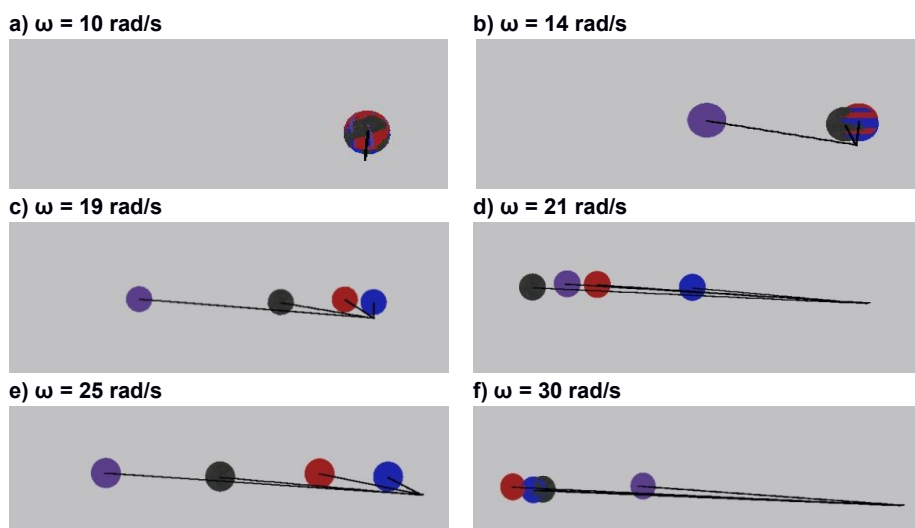 a) ω = 10 rad/s
b) ω = 14 rad/s
c) ω = 19 rad/s
d) ω = 21 rad/s
e) ω = 25 rad/s
f) ω = 30 rad/s